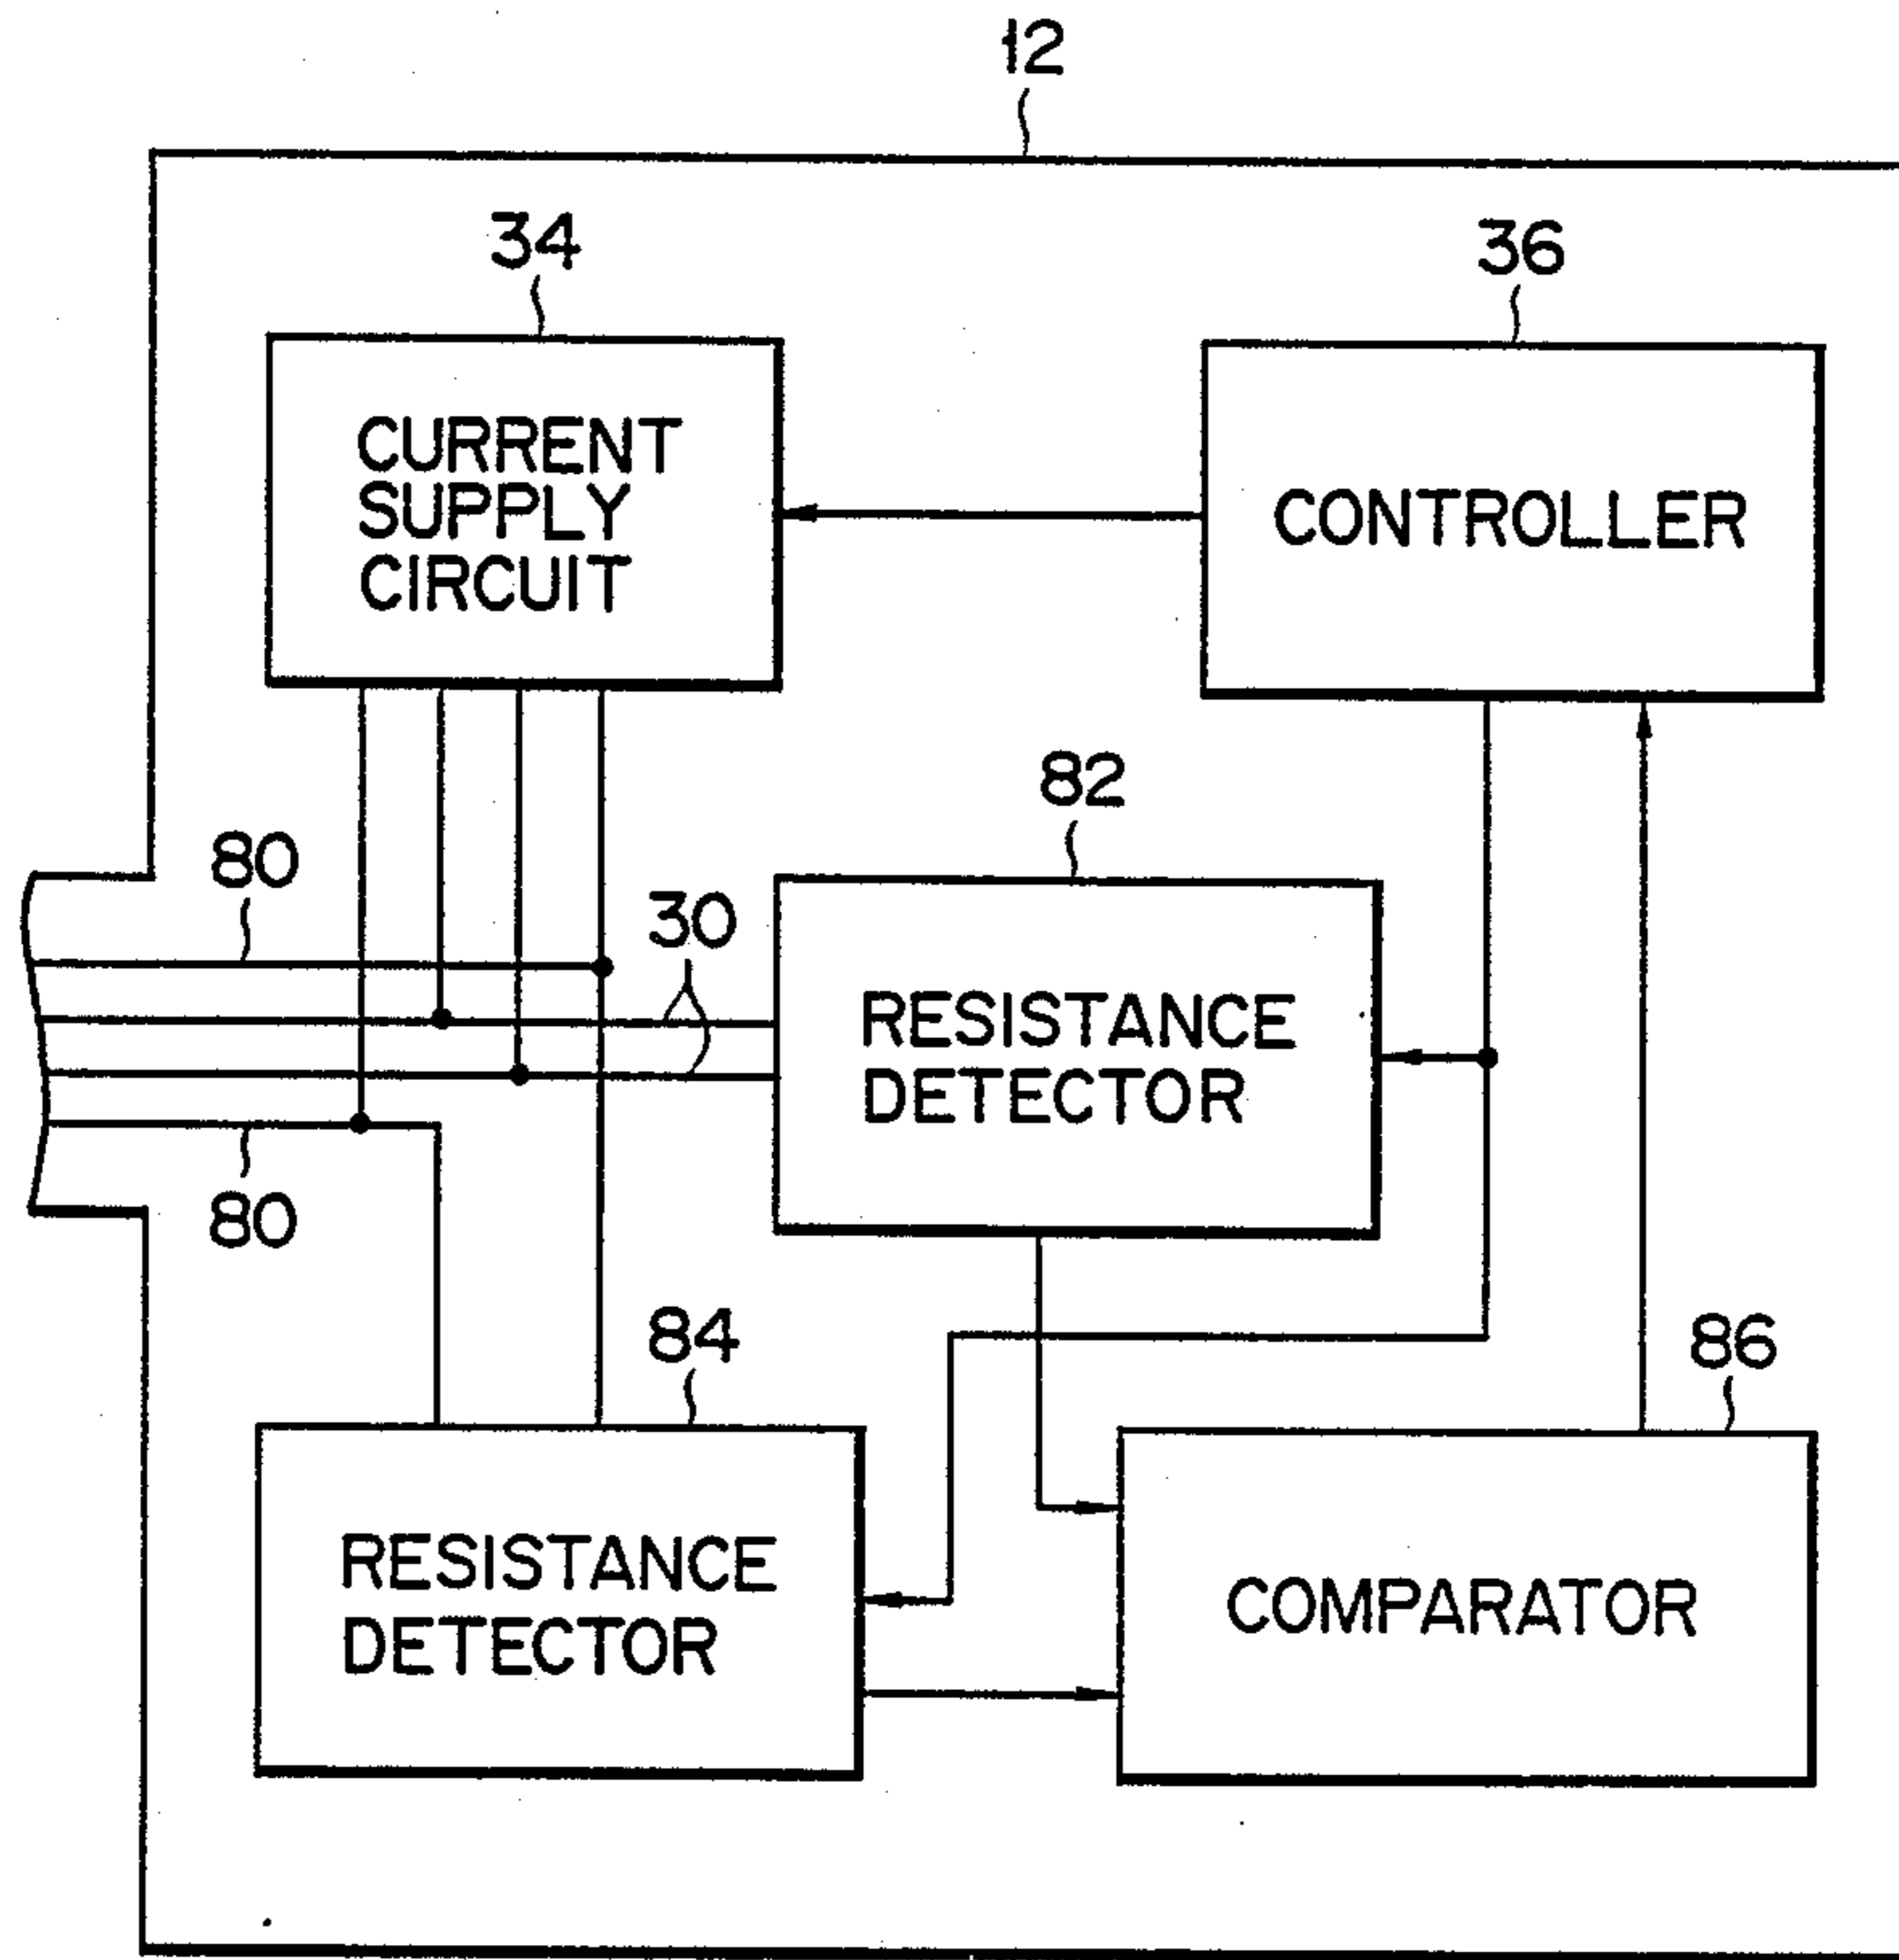 12
34
36
CURRENT
SUPPLY
CIRCUIT
CONTROLLER
82
80
30
RESISTANCE
DETECTOR
80
84
86
RESISTANCE
DETECTOR
COMPARATOR